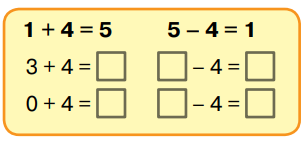 1 + 4 = 5 5 – 4 = 1
3 + 4 = □ □ – 4 = □
0 + 4 = □ □ – 4 = □